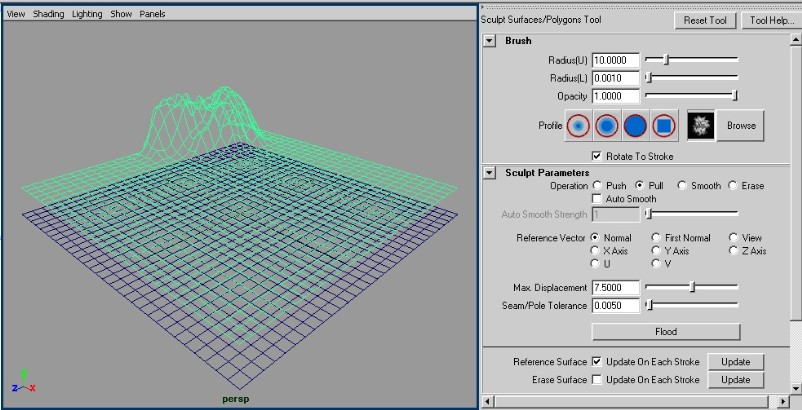 View Shading Lighting Show Panels
z x
persp
Sculpt Surfaces/Polygons Tool Reset Tool Tool Help...
Brush
Radius(U) 10.0000
Radius(L) 0.0010
Opacity 1.0000
Profile Browse
Rotate To Stroke
Sculpt Parameters
Operation Push Pull Smooth Erase
Auto Smooth
Auto Smooth Strength 1
Reference Vector Normal First Normal View
X Axis Y Axis Z Axis
U V
Max. Displacement 7.5000
Seam/Pole Tolerance 0.0050
Flood
Reference Surface Update On Each Stroke Update
Erase Surface Update On Each Stroke Update